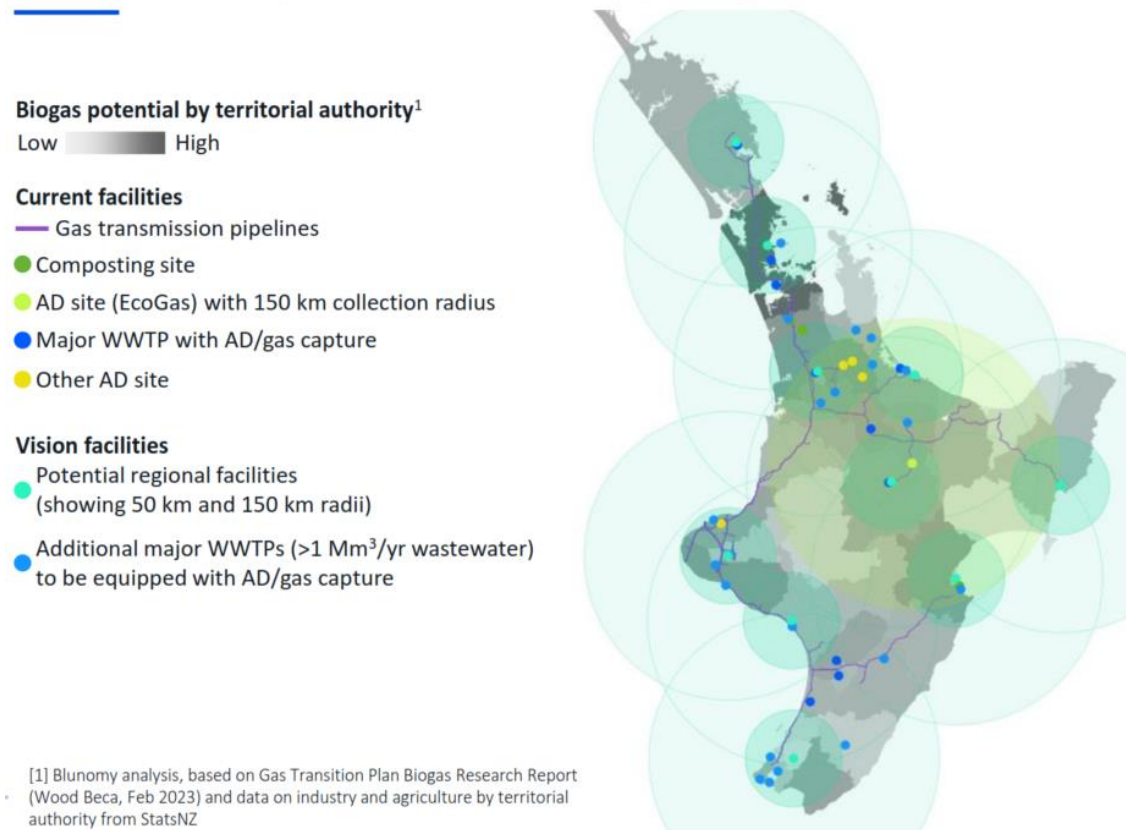 Biogas potential by territorial authority1
Low High
Current facilities
Gas transmission pipelines
Composting site
AD site (EcoGas) with 150 km collection radius
Major WWTP with AD/gas capture
Other AD site
Vision facilities
Potential regional facilities
(showing 50 km and 150 km radii)
Additional major WWTPs (>1 Mm³/yr wastewater)
to be equipped with AD/gas capture
[1] Blunomy analysis, based on Gas Transition Plan Biogas Research Report
(Wood Beca, Feb 2023) and data on industry and agriculture by territorial
authority from StatsNZ